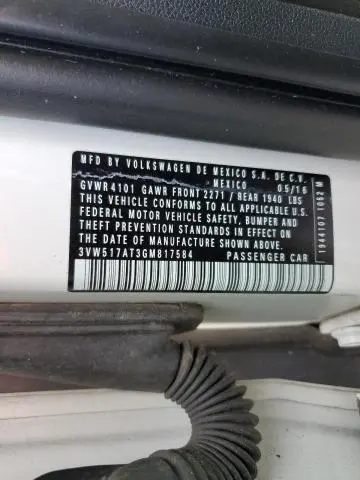 MFD BY VOLKSWAGEN DE MEXICO S.A. DE C.V.
MEXICO 05/16
GVWR 4101 GAWR FRONT 2271 / REAR 1940 LBS
THIS VEHICLE CONFORMS TO ALL APPLICABLE U.S.
FEDERAL MOTOR VEHICLE SAFETY, BUMPER, AND
THEFT PREVENTION STANDARDS IN EFFECT ON THE
DATE OF MANUFACTURE SHOWN ABOVE.
3VW517AT3GM817584 PASSENGER CAR
1944107 1062 M